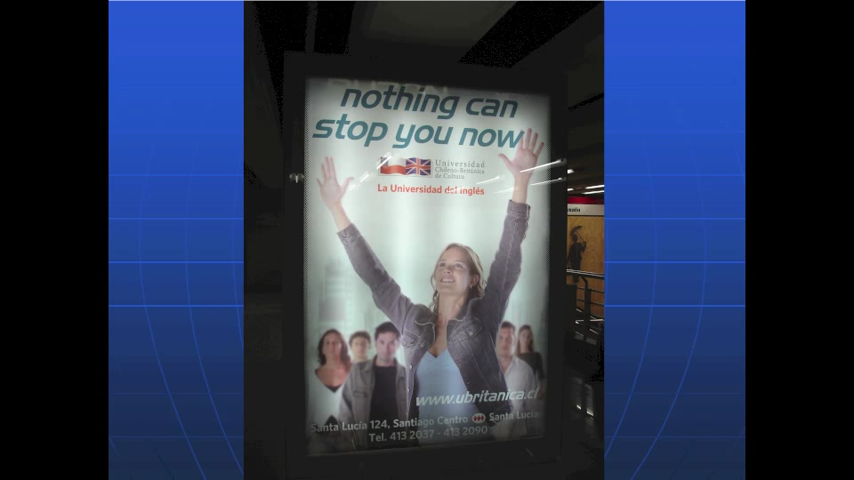 nothing can
stop you now
Universidad
Chileno-Británica
de Cultura
La Universidad del Inglés
www.ubritanica.cl
Santa Lucía 124, Santiago Centro Santa Lucía
Tel. 413 2037 - 413 2090